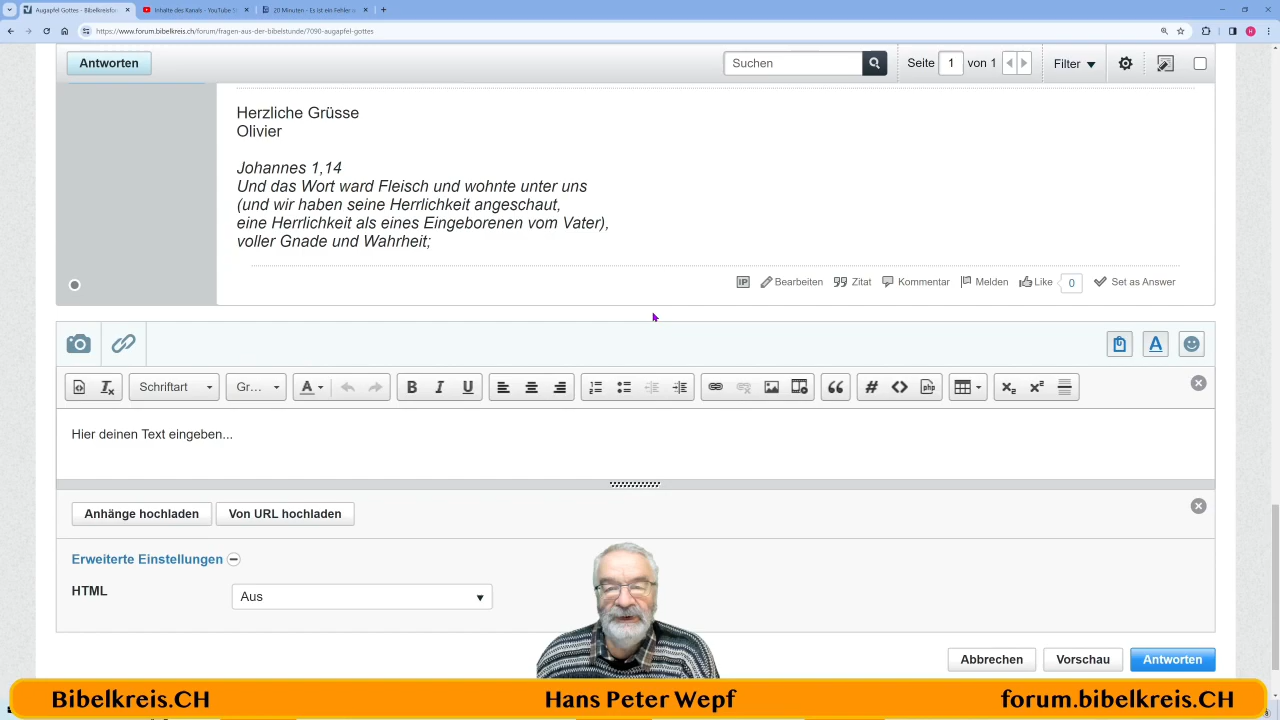 Augapfel Gottes - Bibelkreisfor
Inhalte des Kanals - YouTube St
20 Minuten - Es ist ein Fehler a
https://www.forum.bibelkreis.ch/forum/fragen-aus-der-bibelstunde/7090-augapfel-gottes
Antworten
Suchen
Seite 1 von 1
Filter
Herzliche Grüsse
Olivier
Johannes 1,14
Und das Wort ward Fleisch und wohnte unter uns
(und wir haben seine Herrlichkeit angeschaut,
eine Herrlichkeit als eines Eingeborenen vom Vater),
voller Gnade und Wahrheit;
IP Bearbeiten Zitat Kommentar Melden Like 0 Set as Answer
A
Schriftart Gr... A B I U # php
Hier deinen Text eingeben...
Anhänge hochladen Von URL hochladen
Erweiterte Einstellungen
HTML Aus
Abbrechen Vorschau Antworten
Bibelkreis.CH Hans Peter Wepf forum.bibelkreis.CH